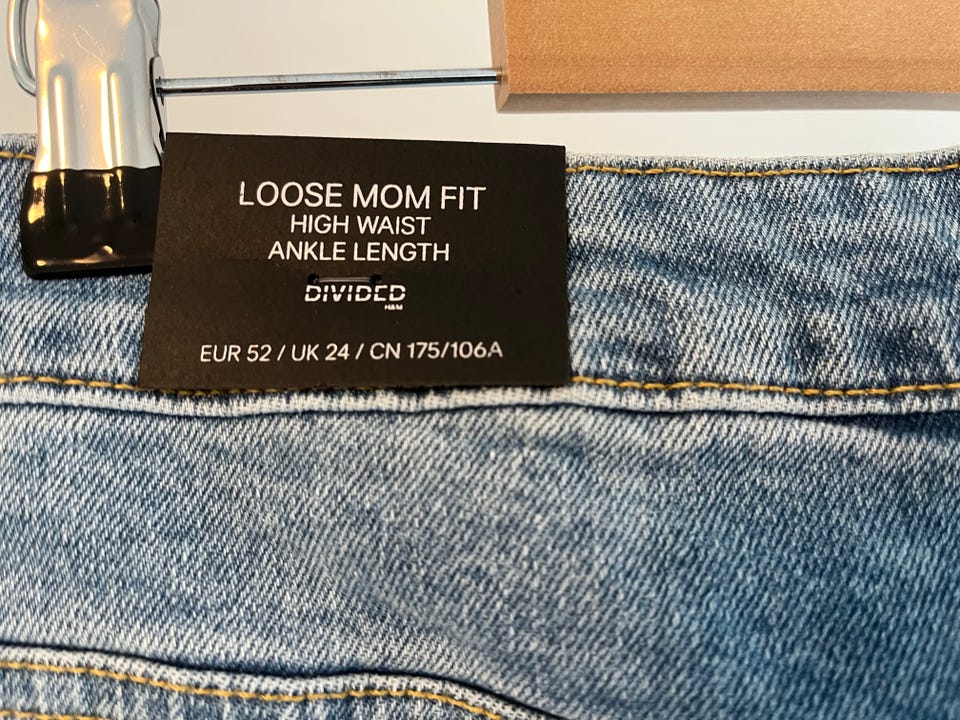 LOOSE MOM FIT
HIGH WAIST
ANKLE LENGTH
DIVIDED
H&M
EUR 52 / UK 24 / CN 175/106A